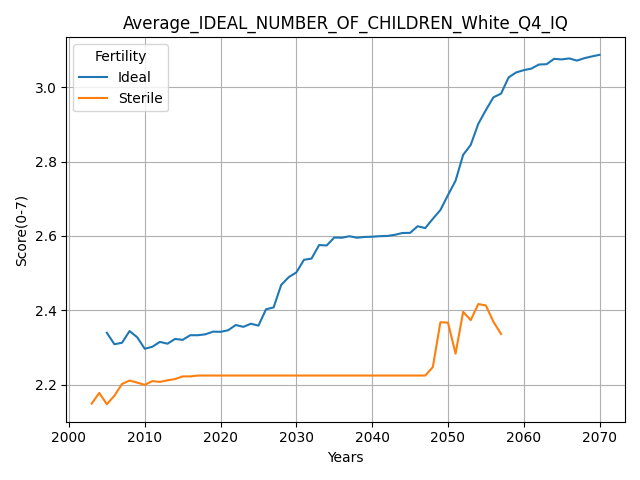 Average_IDEAL_NUMBER_OF_CHILDREN_White_Q4_IQ
Fertility
Ideal
Sterile
Score(0-7)
3.0
2.8
2.6
2.4
2.2
2000 2010 2020 2030 2040 2050 2060 2070
Years